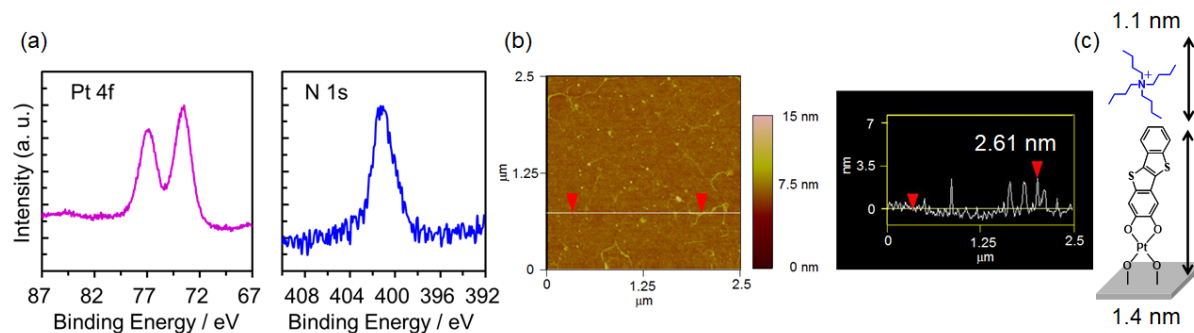 (a)
Pt 4f
Intensity (a. u.)
87 82 77 72 67
Binding Energy / eV
N 1s
408 404 400 396 392
Binding Energy / eV
(b)
2.5
μm
0
0 1.25 2.5
μm
15 nm
7.5 nm
0 nm
7
3.5
0
nm
2.61 nm
0 1.25 2.5
μm
(c)
1.1 nm
N
+
S
S
O O
Pt
O O
1.4 nm